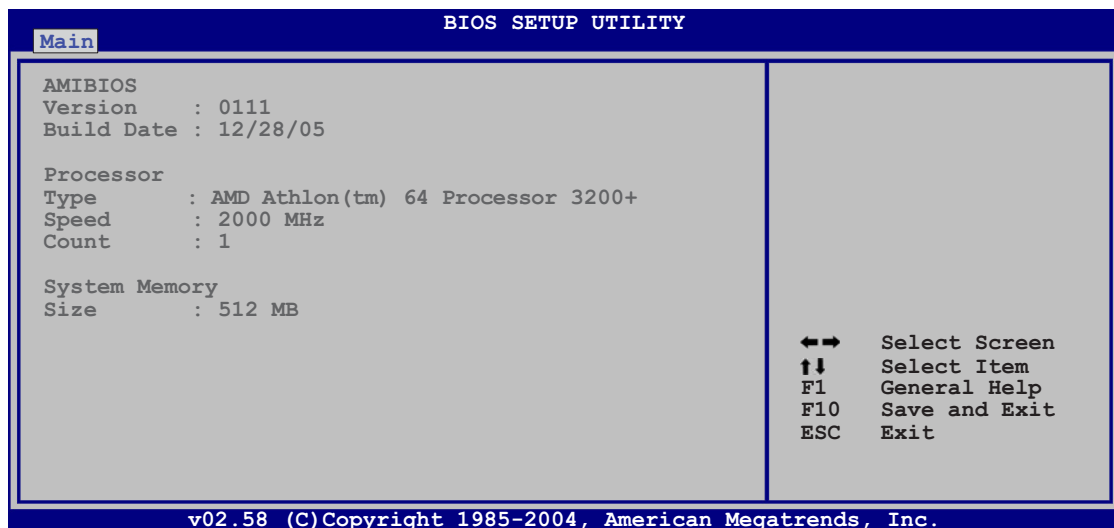 BIOS SETUP UTILITY
Main
AMIBIOS
Version : 0111
Build Date : 12/28/05
Processor
Type : AMD Athlon(tm) 64 Processor 3200+
Speed : 2000 MHz
Count : 1
System Memory
Size : 512 MB
←→ Select Screen
↑↓ Select Item
F1 General Help
F10 Save and Exit
ESC Exit
v02.58 (C)Copyright 1985-2004, American Megatrends, Inc.